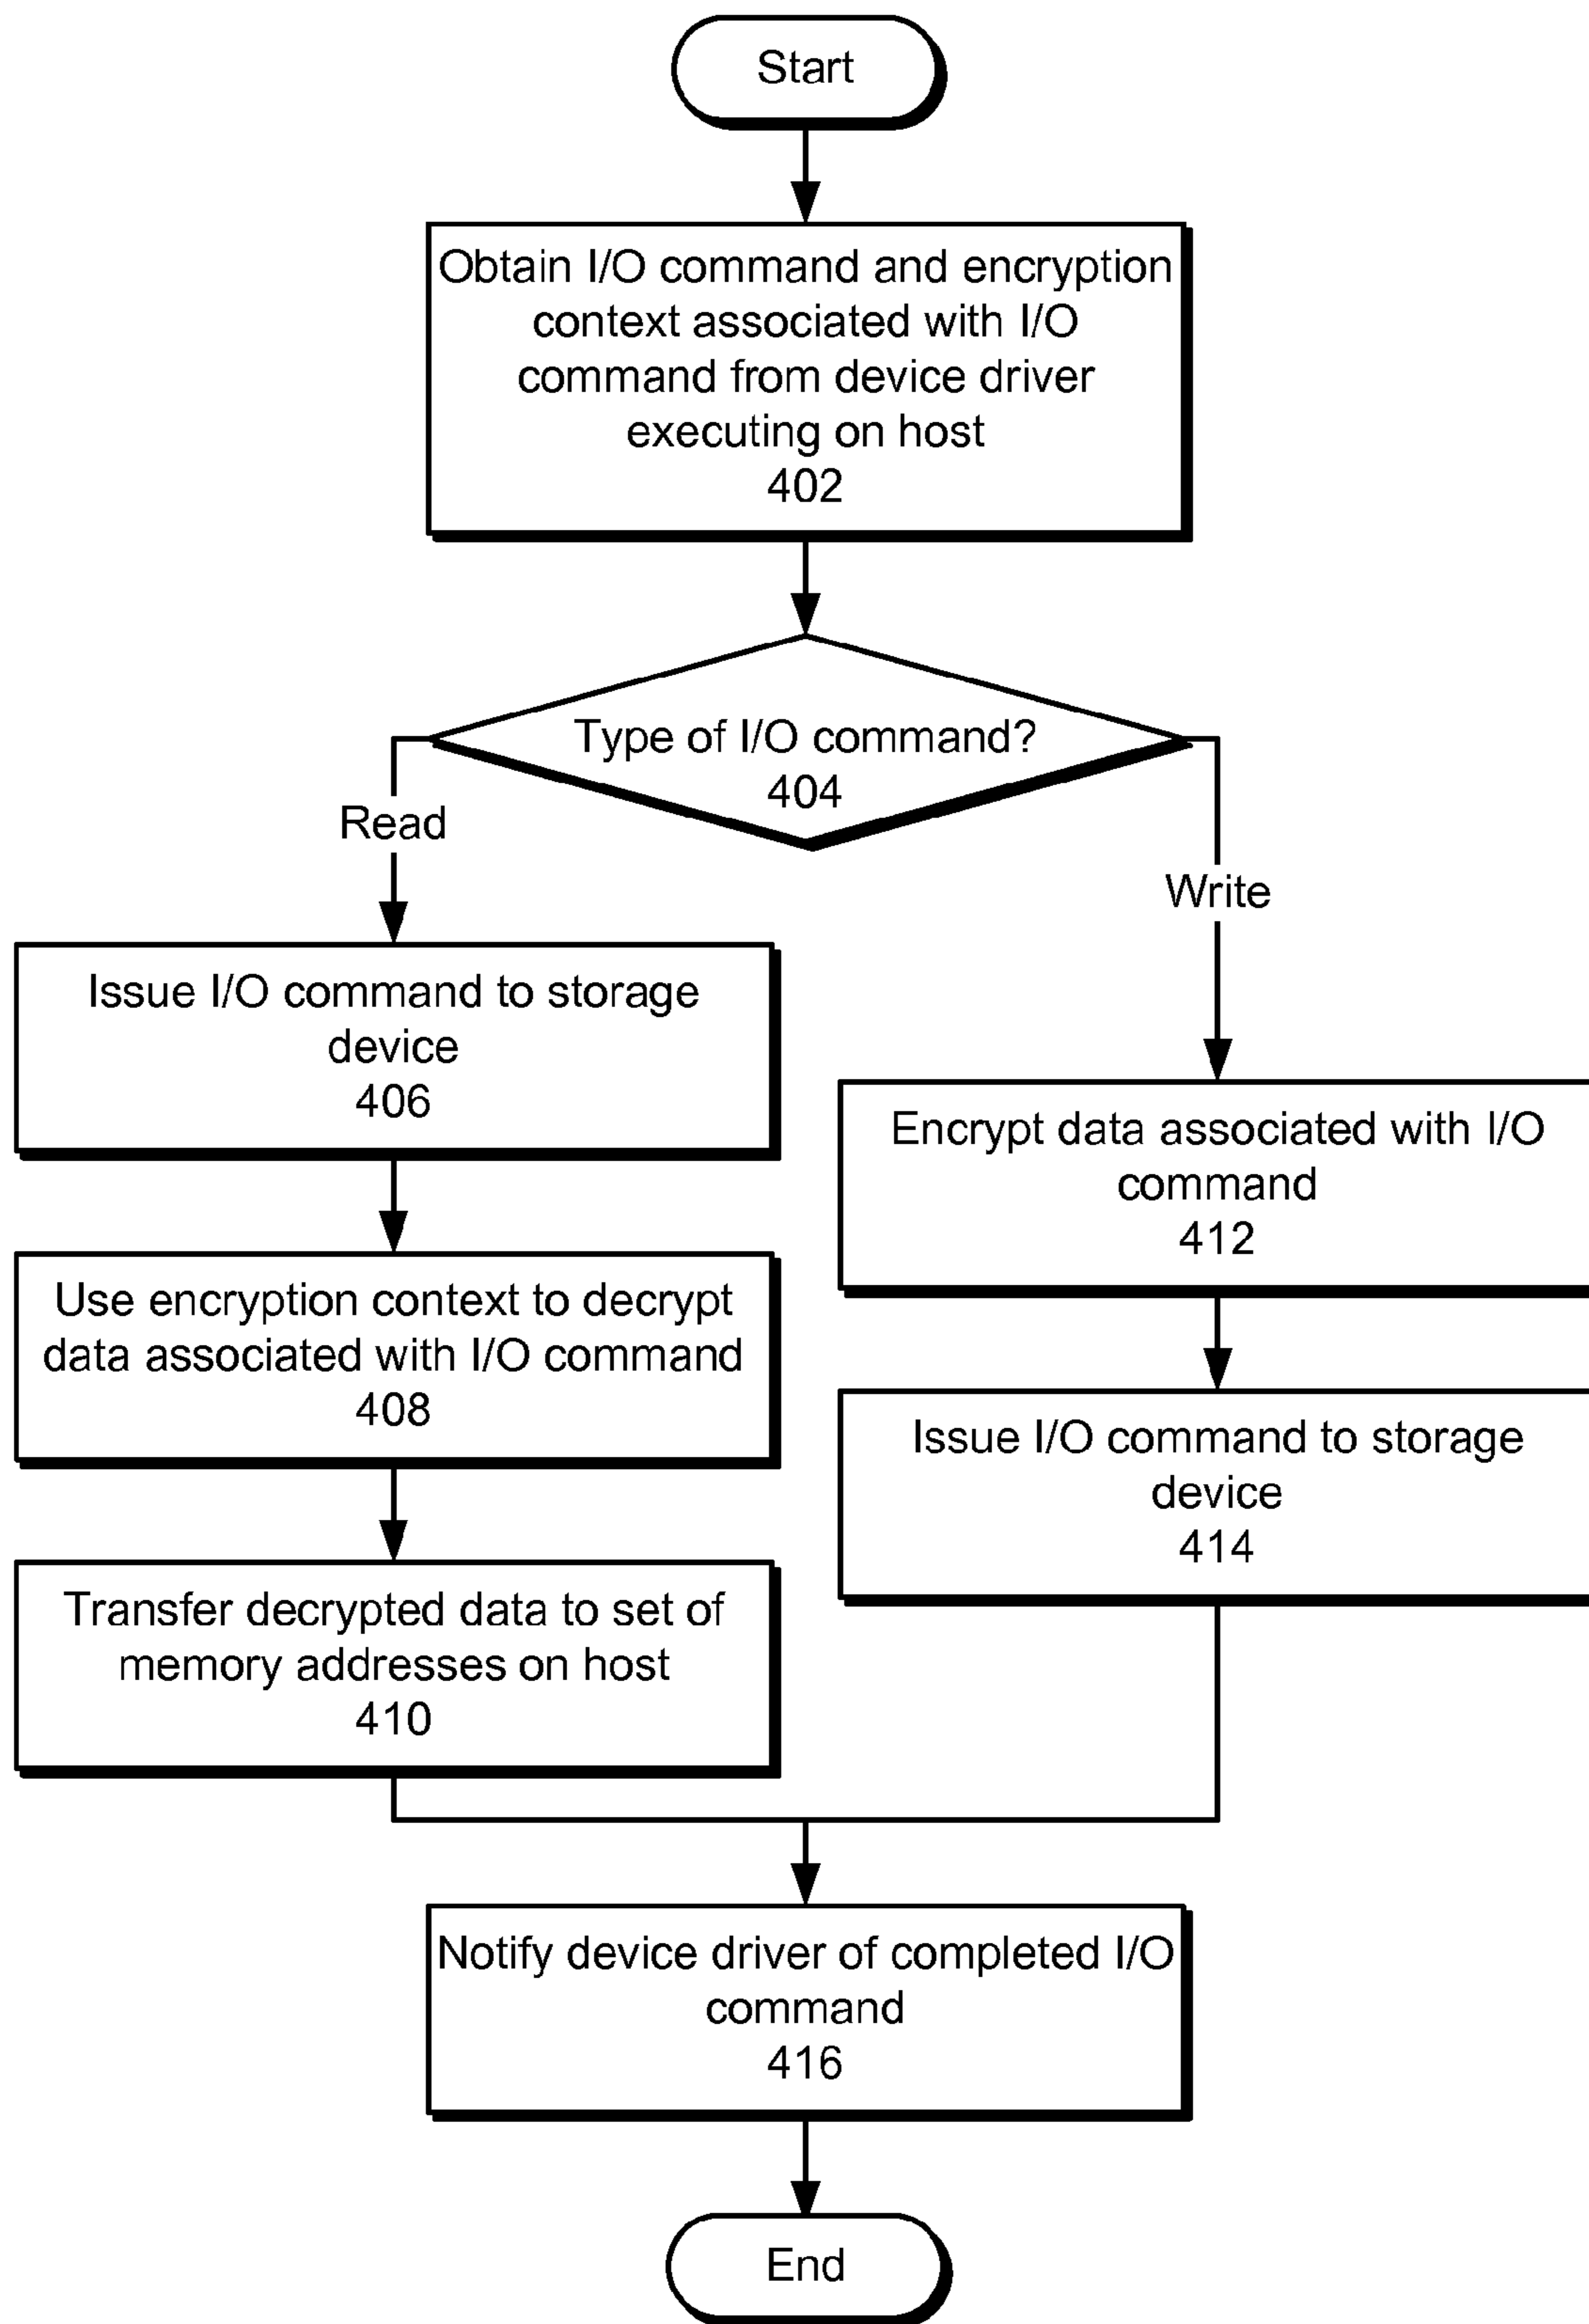 Start
Obtain I/O command and encryption
context associated with I/O
command from device driver
executing on host
402
Type of I/O command?
404
Read
Write
Issue I/O command to storage
device
406
Use encryption context to decrypt
data associated with I/O command
408
Transfer decrypted data to set of
memory addresses on host
410
Encrypt data associated with I/O
command
412
Issue I/O command to storage
device
414
Notify device driver of completed I/O
command
416
End